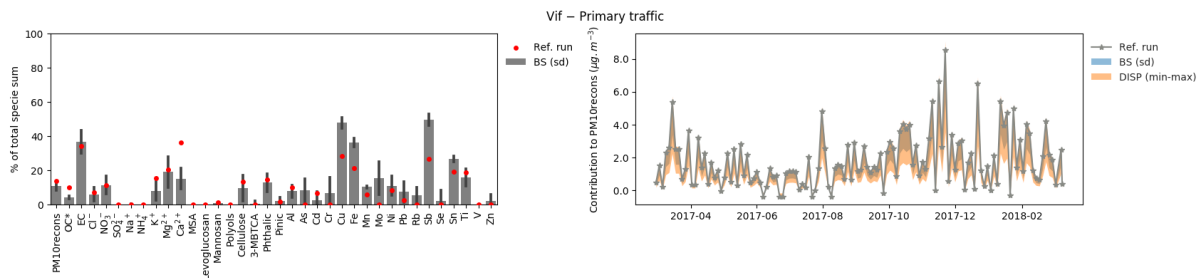 Vif − Primary traffic
% of total specie sum
100
80
60
40
20
0
PM10recons
OC*
EC
Cl⁻
NO₃⁻
SO₄²⁻
Na⁺
NH₄⁺
K⁺
Mg²⁺
Ca²⁺
MSA
evoglucosan
Mannosan
Polyols
Cellulose
3-MBTCA
Phthalic
Pinic
Al
As
Cd
Cr
Cu
Fe
Mn
Mo
Ni
Pb
Rb
Sb
Se
Sn
Ti
V
Zn
Ref. run
BS (sd)
Contribution to PM10recons (μg. m⁻³)
8.0
6.0
4.0
2.0
0.0
2017-04
2017-06
2017-08
2017-10
2017-12
2018-02
Ref. run
BS (sd)
DISP (min-max)